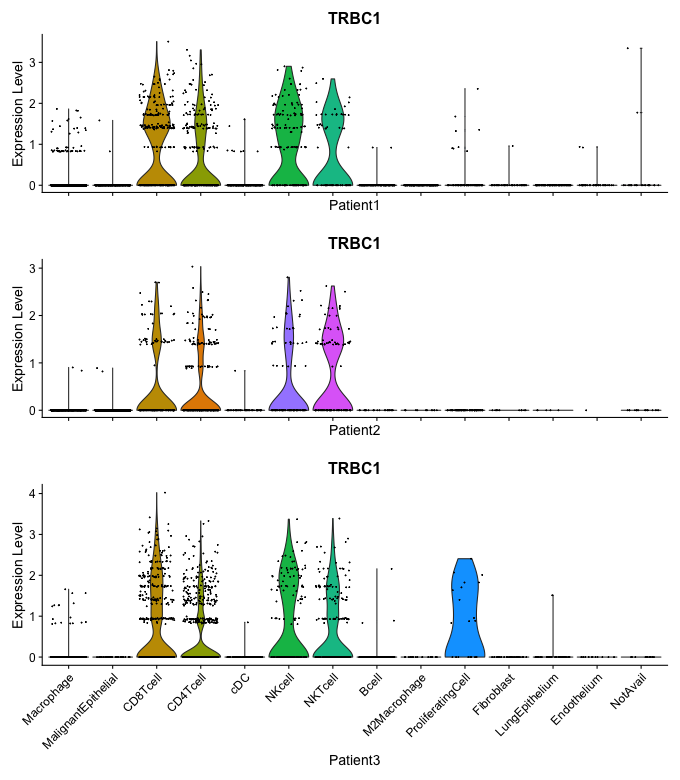 TRBC1
Expression Level
3
2
1
0
Patient1
TRBC1
Expression Level
3
2
1
0
Patient2
TRBC1
Expression Level
4
3
2
1
0
Macrophage
MalignantEpithelial
CD8Tcell
CD4Tcell
cDC
NKcell
NKTcell
Bcell
M2Macrophage
ProliferatingCell
Fibroblast
LungEpithelium
Endothelium
NotAvail
Patient3